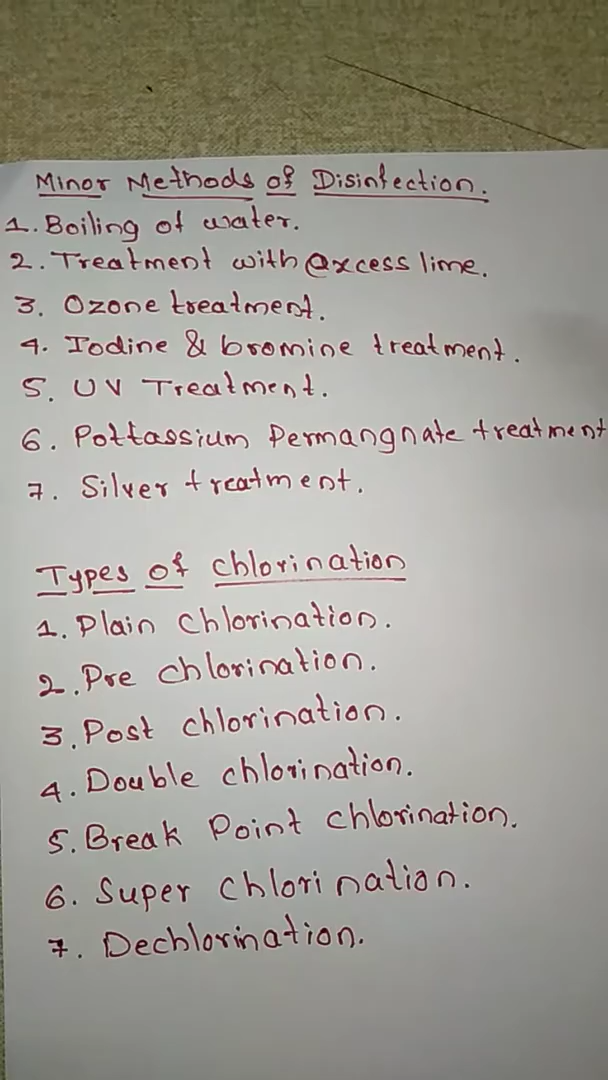 Minor Methods of Disinfection.
1. Boiling of water.
2. Treatment with excess lime.
3. Ozone treatment.
4. Iodine & bromine treatment.
5. UV Treatment.
6. Pottassium Permangnate treatment
7. Silver treatment.
Types of chlorination
1. Plain Chlorination.
2. Pre chlorination.
3. Post chlorination.
4. Double chlorination.
5. Break Point chlorination.
6. Super chlorination.
7. Dechlorination.